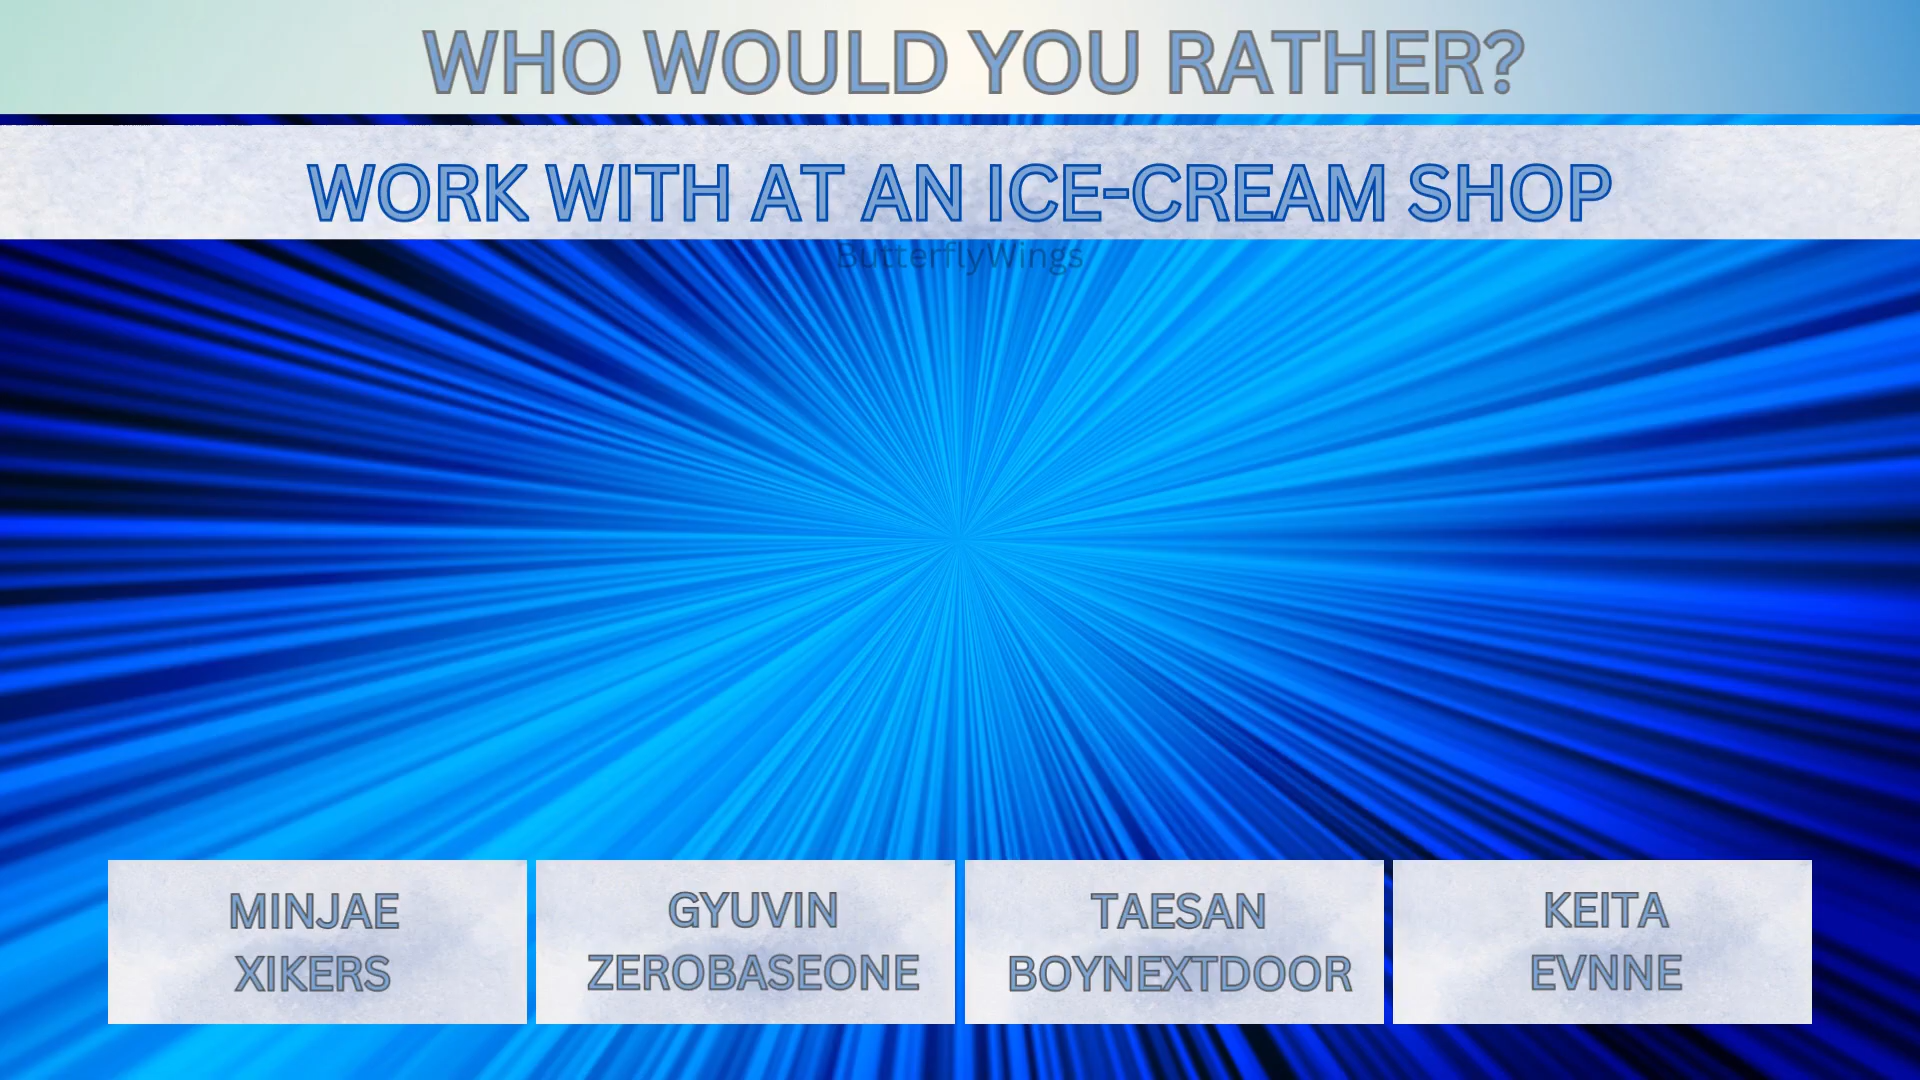 WHO WOULD YOU RATHER?
WORK WITH AT AN ICE-CREAM SHOP
ButterflyWings
MINJAE
XIKERS
GYUVIN
ZEROBASEONE
TAESAN
BOYNEXTDOOR
KEITA
EVNNE